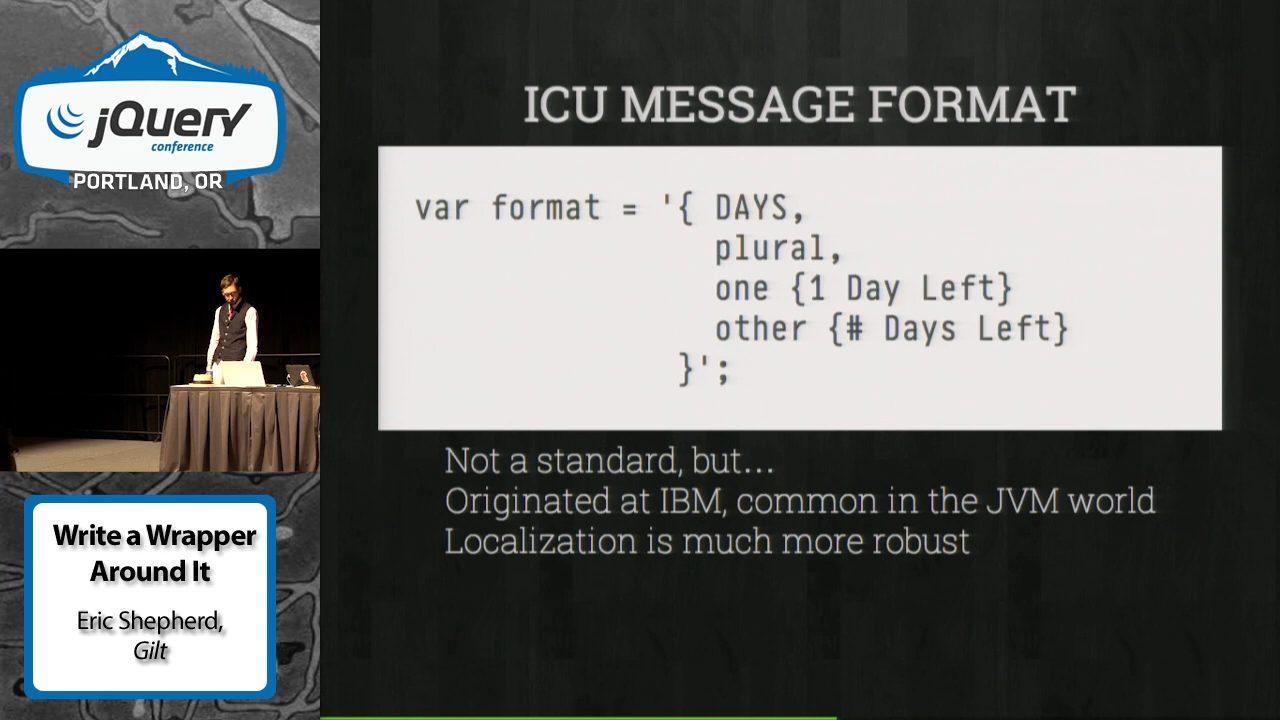 jQuery
conference
PORTLAND, OR
Write a Wrapper
Around It
Eric Shepherd,
Gilt
ICU MESSAGE FORMAT
var format = '{ DAYS,
plural,
one {1 Day Left}
other {# Days Left}
}';
Not a standard, but...
Originated at IBM, common in the JVM world
Localization is much more robust